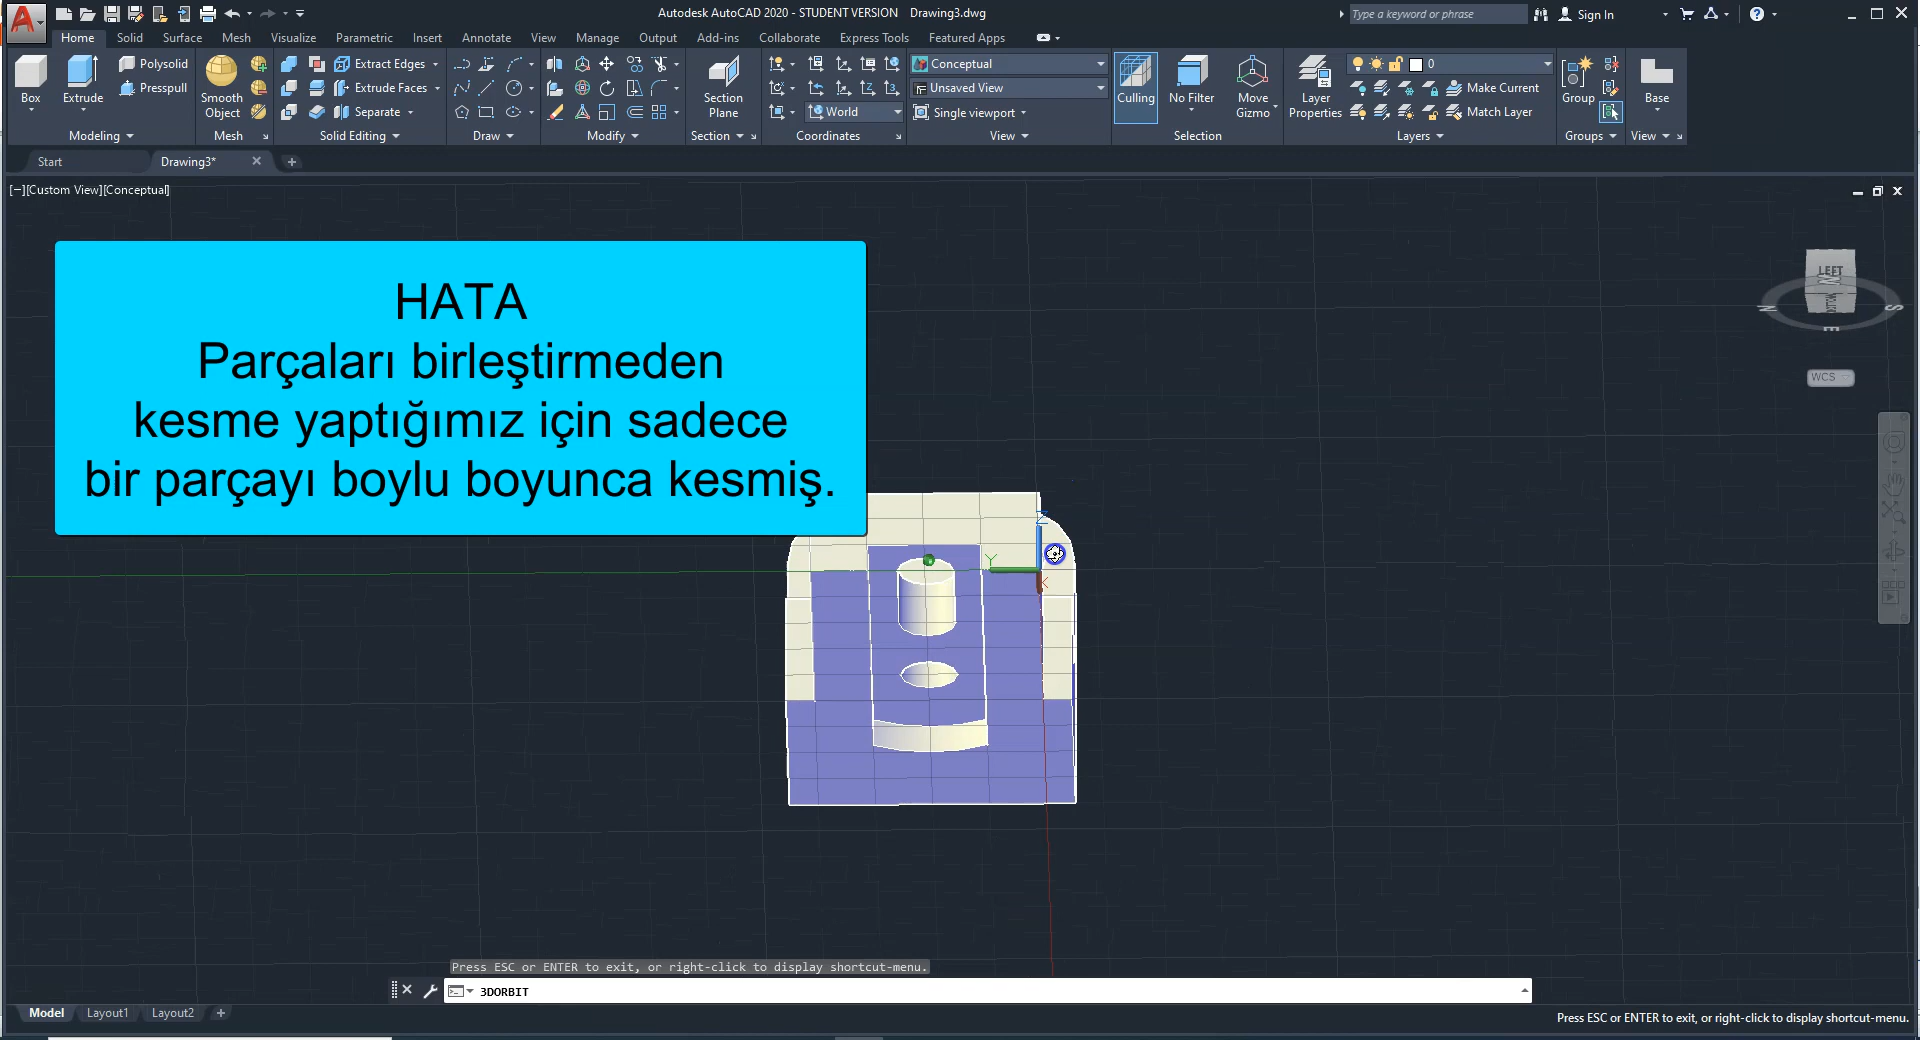 Autodesk AutoCAD 2020 - STUDENT VERSION Drawing3.dwg
Type a keyword or phrase
Sign In
Home Solid Surface Mesh Visualize Parametric Insert Annotate View Manage Output Add-ins Collaborate Express Tools Featured Apps
Box
Extrude
Polysolid
Presspull
Modeling
Smooth Object
Mesh
Extract Edges
Extrude Faces
Separate
Solid Editing
Draw
Modify
Section Plane
Section
World
Coordinates
Conceptual
Unsaved View
Single viewport
View
Culling
No Filter
Move Gizmo
Selection
Layer Properties
0
Make Current
Match Layer
Layers
Group
Groups
Base
View
Start
Drawing3*
[−][Custom View][Conceptual]
HATA
Parçaları birleştirmeden
kesme yaptığımız için sadece
bir parçayı boylu boyunca kesmiş.
LEFT
N
S
E
WCS
Z
Y
X
Press ESC or ENTER to exit, or right-click to display shortcut-menu.
3DORBIT
Model Layout1 Layout2
Press ESC or ENTER to exit, or right-click to display shortcut-menu.